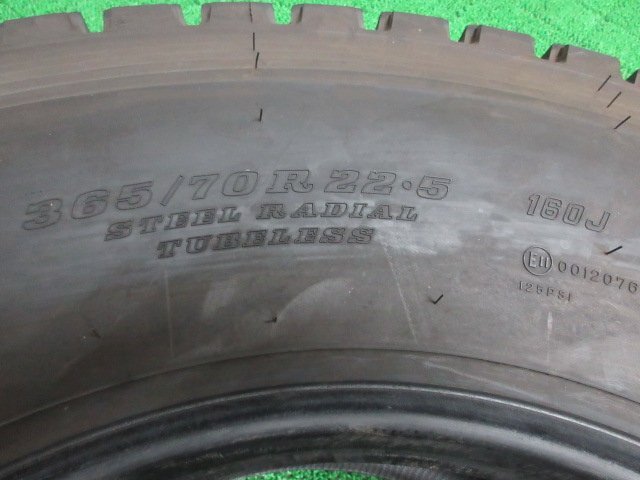 365/70R22.5
STEEL RADIAL
TUBELESS
160J
E11 0012076
125PSI